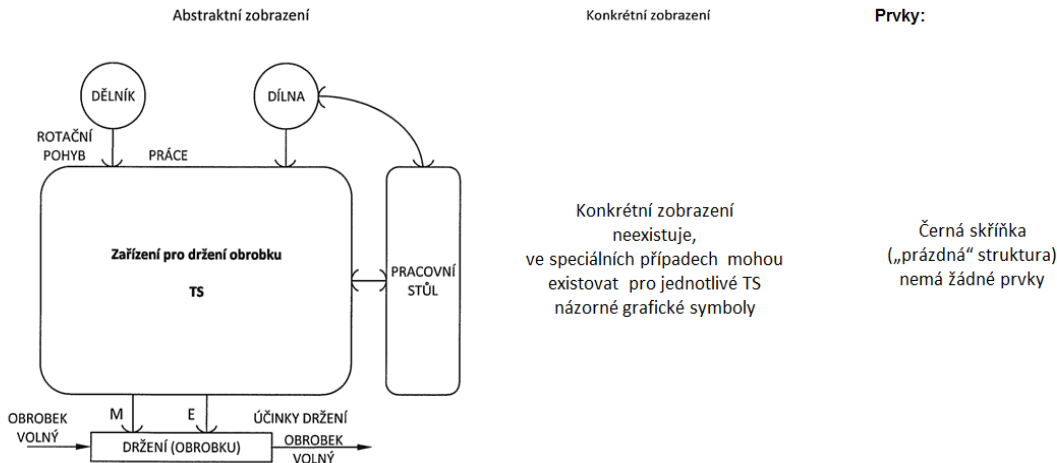 Abstraktní zobrazení
Konkrétní zobrazení
Prvky:
DĚLNÍK
DÍLNA
ROTAČNÍ
POHYB
PRÁCE
Zařízení pro držení obrobku
TS
PRACOVNÍ
STŮL
Konkrétní zobrazení
neexistuje,
ve speciálních případech mohou
existovat pro jednotlivé TS
názorné grafické symboly
Černá skříňka
(„prázdná“ struktura)
nemá žádné prvky
M
E
ÚČINKY DRŽENÍ
OBROBEK
VOLNÝ
DRŽENÍ (OBROBKU)
OBROBEK
VOLNÝ